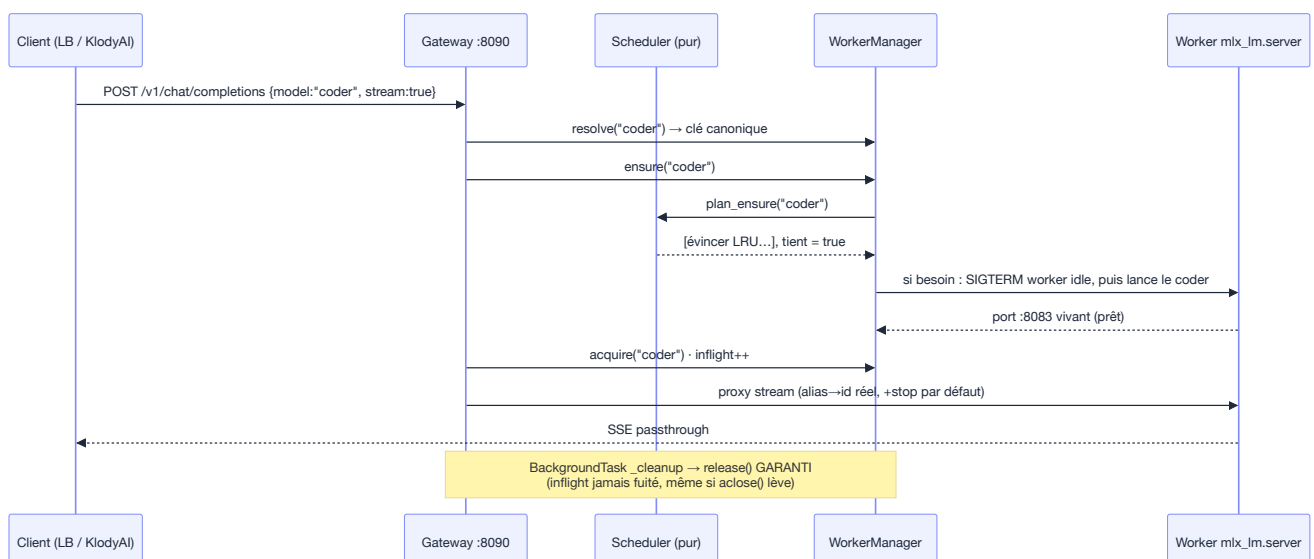 Client (LB / KlodyAI)
Gateway :8090
Scheduler (pur)
WorkerManager
Worker mlx_lm.server
POST /v1/chat/completions {model:"coder", stream:true}
resolve("coder") → clé canonique
ensure("coder")
plan_ensure("coder")
[évincer LRU…], tient = true
si besoin : SIGTERM worker idle, puis lance le coder
port :8083 vivant (prêt)
acquire("coder") · inflight++
proxy stream (alias→id réel, +stop par défaut)
SSE passthrough
BackgroundTask _cleanup → release() GARANTI
(inflight jamais fuité, même si aclose() lève)
Client (LB / KlodyAI)
Gateway :8090
Scheduler (pur)
WorkerManager
Worker mlx_lm.server